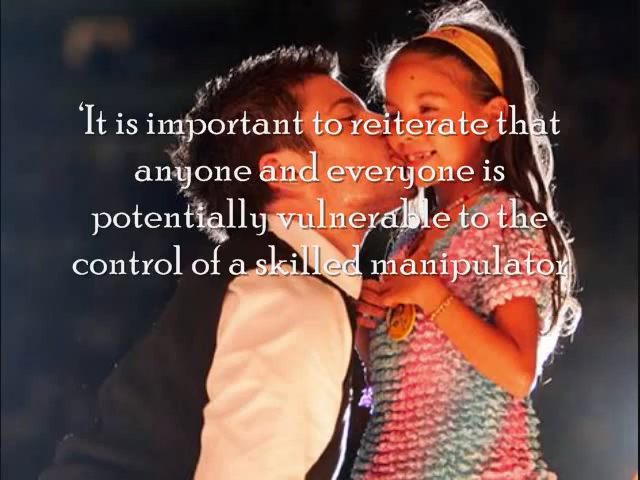 ‘It is important to reiterate that
anyone and everyone is
potentially vulnerable to the
control of a skilled manipulator